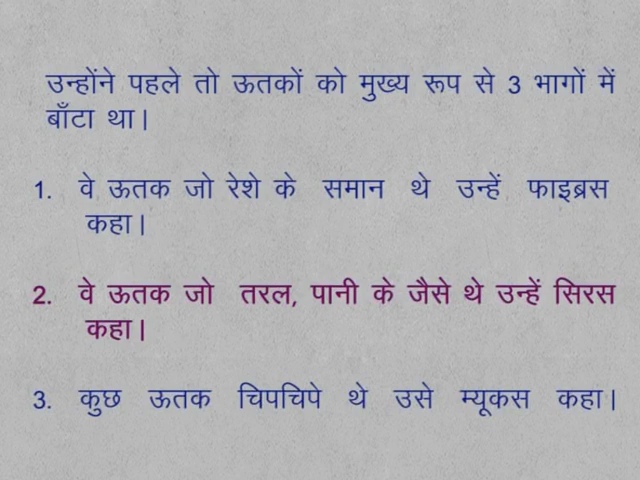 उन्होंने पहले तो ऊतकों को मुख्य रूप से 3 भागों में
बाँटा था।
1. वे ऊतक जो रेशे के समान थे उन्हें फाइब्रस
कहा।
2. वे ऊतक जो तरल, पानी के जैसे थे उन्हें सिरस
कहा।
3. कुछ ऊतक चिपचिपे थे उसे म्यूकस कहा।